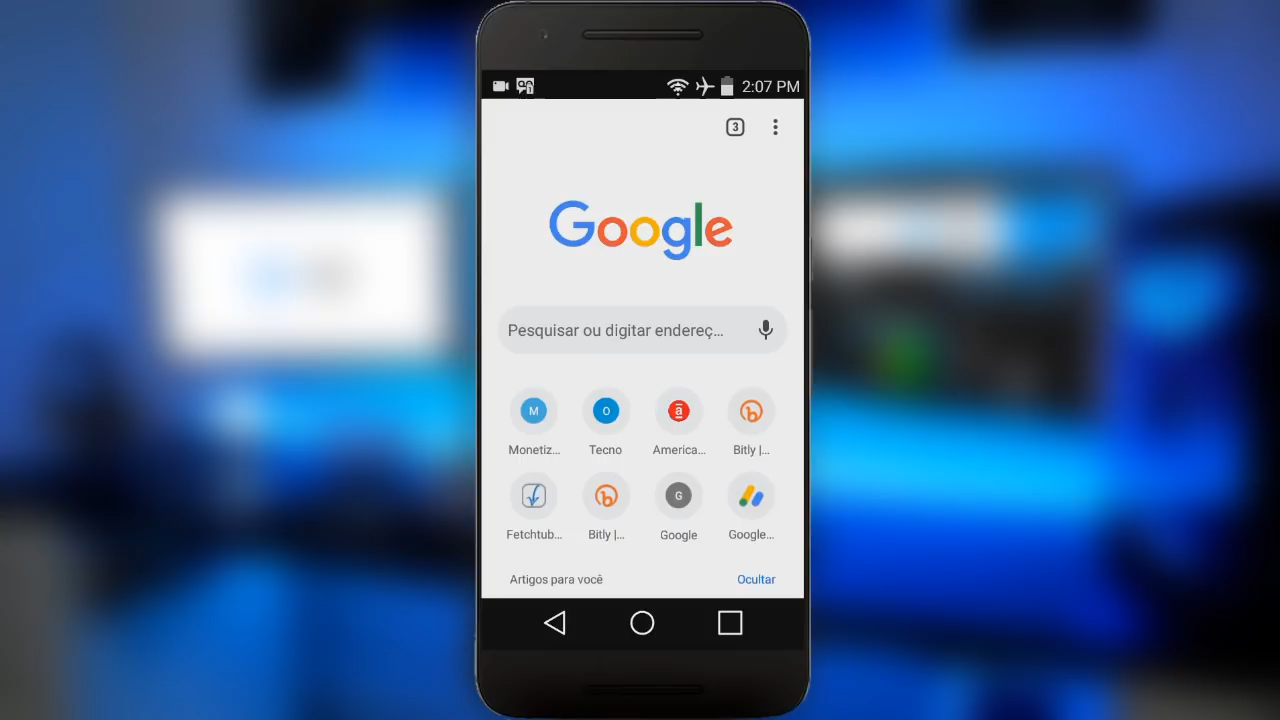 2:07 PM
3
Google
Pesquisar ou digitar endereç...
M
O
a
b
Monetiz...
Tecno
America...
Bitly |...
b
G
Fetchtub...
Bitly |...
Google
Google...
Artigos para você
Ocultar